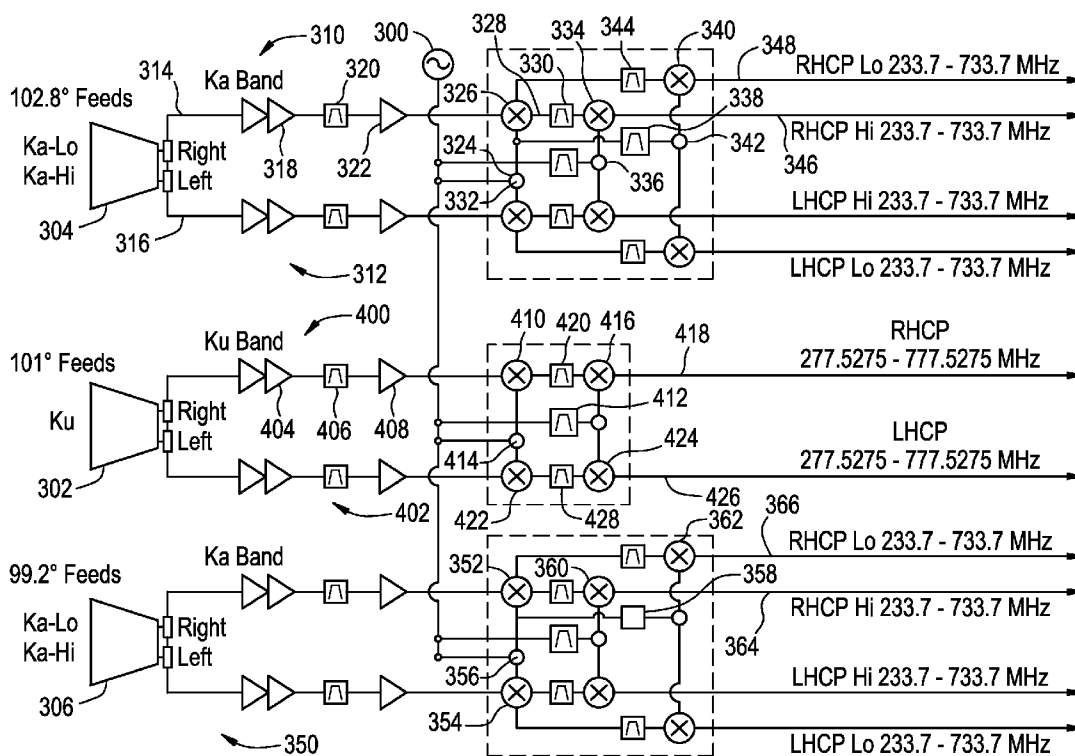 310
300
344
340
348
314
Ka Band
320
328
334
330
RHCP Lo 233.7 - 733.7 MHz
102.8° Feeds
326
338
Ka-Lo
Ka-Hi
Right
Left
318
322
324
332
336
342
RHCP Hi 233.7 - 733.7 MHz
346
304
316
312
LHCP Hi 233.7 - 733.7 MHz
LHCP Lo 233.7 - 733.7 MHz
400
Ku Band
410
420
416
418
RHCP
277.5275 - 777.5275 MHz
101° Feeds
Ku
Right
Left
404
406
408
412
414
424
LHCP
277.5275 - 777.5275 MHz
302
402
422
428
426
362
366
Ka Band
352
360
358
RHCP Lo 233.7 - 733.7 MHz
99.2° Feeds
Ka-Lo
Ka-Hi
Right
Left
RHCP Hi 233.7 - 733.7 MHz
364
356
306
350
354
LHCP Hi 233.7 - 733.7 MHz
LHCP Lo 233.7 - 733.7 MHz